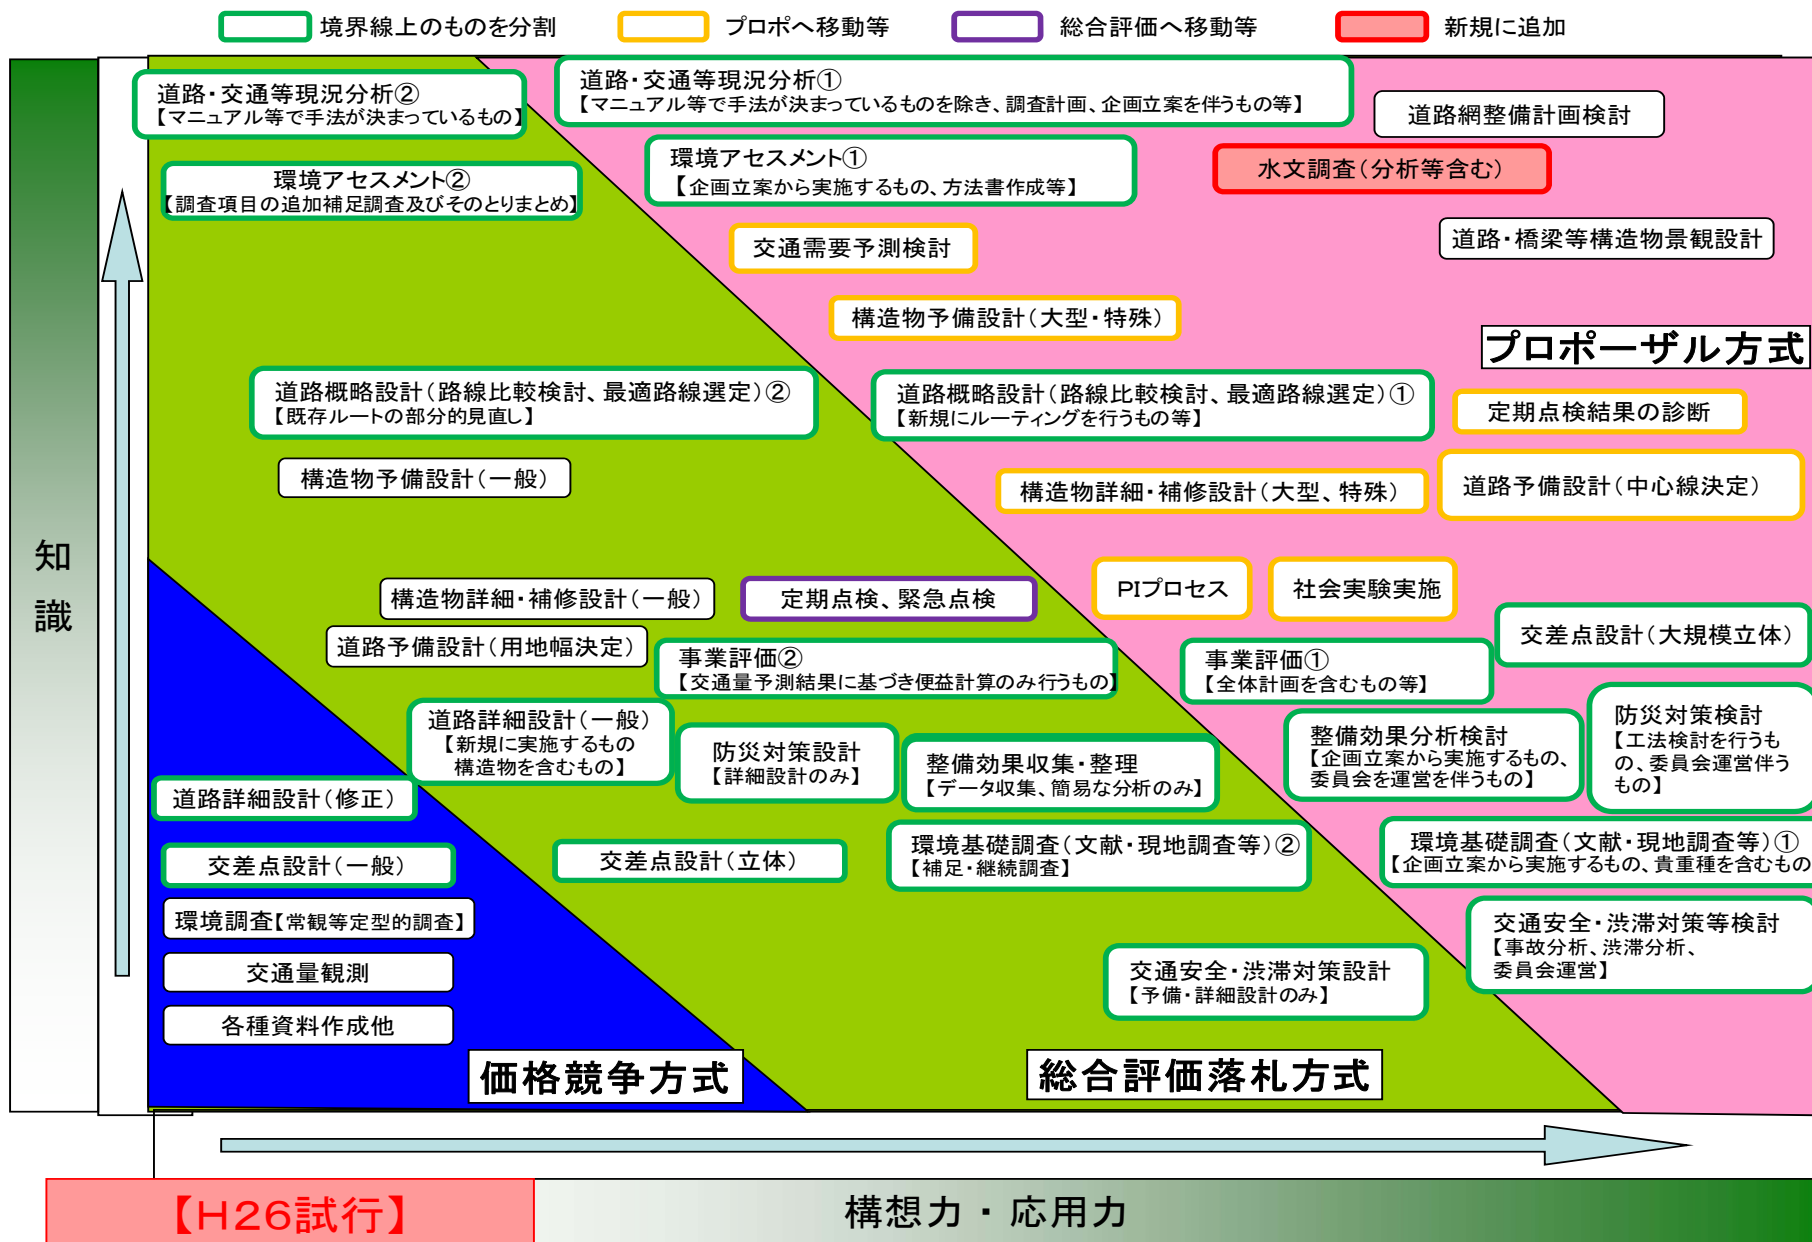 境界線上のものを分割
プロポへ移動等
総合評価へ移動等
新規に追加
道路・交通等現況分析②
【マニュアル等で手法が決まっているもの】
道路・交通等現況分析①
【マニュアル等で手法が決まっているものを除き、調査計画、企画立案を伴うもの等】
道路網整備計画検討
環境アセスメント②
【調査項目の追加補足調査及びそのとりまとめ】
環境アセスメント①
【企画立案から実施するもの、方法書作成等】
水文調査(分析等含む)
交通需要予測検討
道路・橋梁等構造物景観設計
構造物予備設計(大型・特殊)
プロポーザル方式
道路概略設計(路線比較検討、最適路線選定)②
【既存ルートの部分的見直し】
道路概略設計(路線比較検討、最適路線選定)①
【新規にルーティングを行うもの等】
定期点検結果の診断
構造物予備設計(一般)
構造物詳細・補修設計(大型、特殊)
道路予備設計(中心線決定)
知
識
構造物詳細・補修設計(一般)
定期点検、緊急点検
PIプロセス
社会実験実施
道路予備設計(用地幅決定)
交差点設計(大規模立体)
事業評価②
【交通量予測結果に基づき便益計算のみ行うもの】
事業評価①
【全体計画を含むもの等】
道路詳細設計(一般)
【新規に実施するもの
構造物を含むもの】
防災対策設計
【詳細設計のみ】
整備効果収集・整理
【データ収集、簡易な分析のみ】
整備効果分析検討
【企画立案から実施するもの、
委員会を運営を伴うもの】
防災対策検討
【工法検討を行うも
の、委員会運営伴う
もの】
道路詳細設計(修正)
交差点設計(一般)
交差点設計(立体)
環境基礎調査(文献・現地調査等)②
【補足・継続調査】
環境基礎調査(文献・現地調査等)①
【企画立案から実施するもの、貴重種を含むもの
環境調査【常観等定型的調査】
交通量観測
交通安全・渋滞対策設計
【予備・詳細設計のみ】
交通安全・渋滞対策等検討
【事故分析、渋滞分析、
委員会運営】
各種資料作成他
価格競争方式
総合評価落札方式
【H26試行】
構想力・応用力